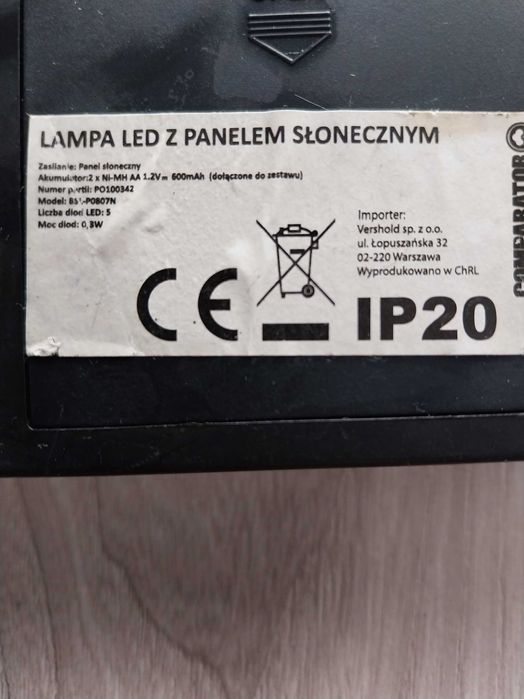 LAMPA LED Z PANELEM SŁONECZNYM
Zasilanie: Panel słoneczny
Akumulator:2 x Ni-MH AA 1.2V 600mAh (dołączone do zestawu)
Numer partii: PO100342
Liczba diod LED: 5
Moc diod: 0,3W
Importer:
Vershold sp. z o.o.
ul. Łopuszańska 32
02-220 Warszawa
Wyprodukowano w ChRL
CE
IP20
COMPARATOR